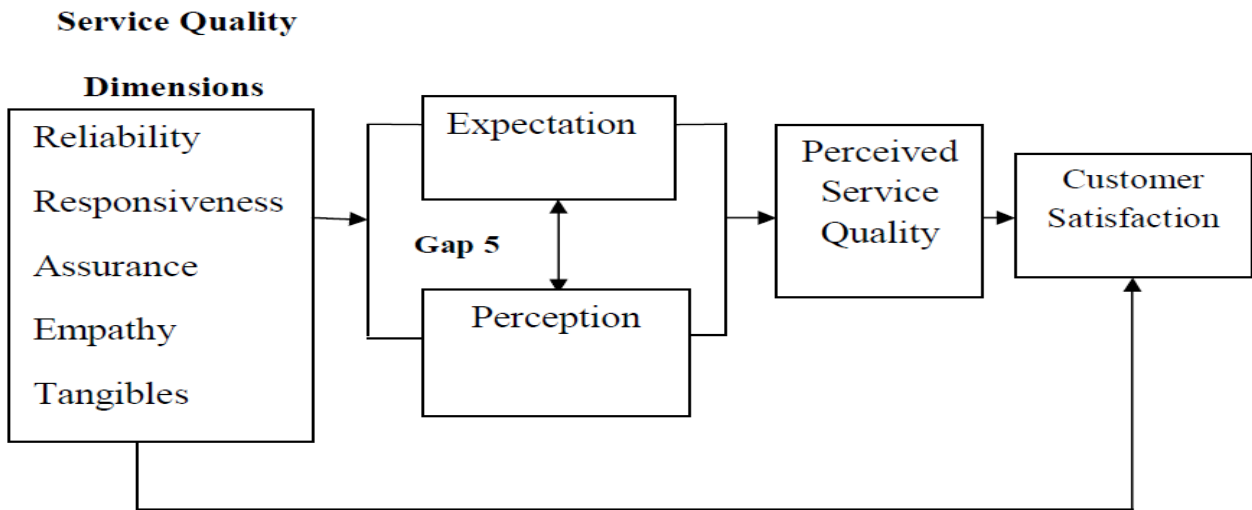 Service Quality
Dimensions
Reliability
Responsiveness
Assurance
Empathy
Tangibles
Expectation
Gap 5
Perception
Perceived
Service
Quality
Customer
Satisfaction